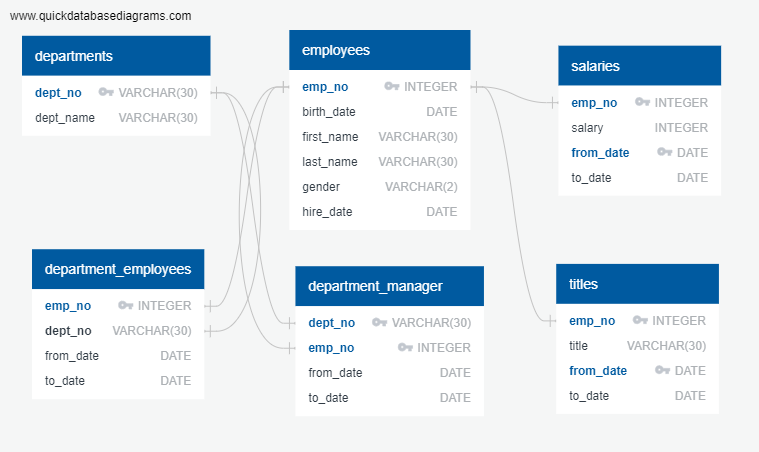 www.quickdatabasediagrams.com
departments
dept_no VARCHAR(30)
dept_name VARCHAR(30)
employees
emp_no INTEGER
birth_date DATE
first_name VARCHAR(30)
last_name VARCHAR(30)
gender VARCHAR(2)
hire_date DATE
salaries
emp_no INTEGER
salary INTEGER
from_date DATE
to_date DATE
department_employees
emp_no INTEGER
dept_no VARCHAR(30)
from_date DATE
to_date DATE
department_manager
dept_no VARCHAR(30)
emp_no INTEGER
from_date DATE
to_date DATE
titles
emp_no INTEGER
title VARCHAR(30)
from_date DATE
to_date DATE